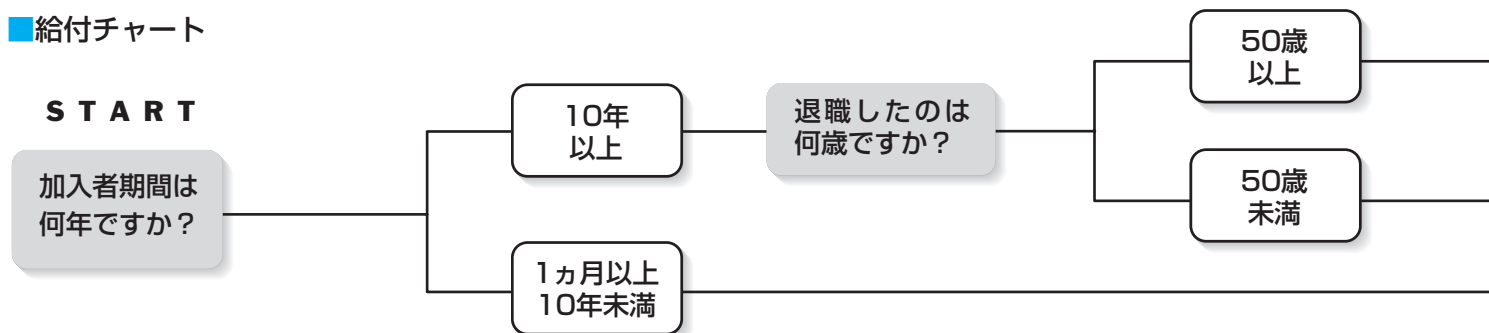 ■給付チャート
START
加入者期間は
何年ですか？
10年
以上
退職したのは
何歳ですか？
50歳
以上
50歳
未満
1ヵ月以上
10年未満